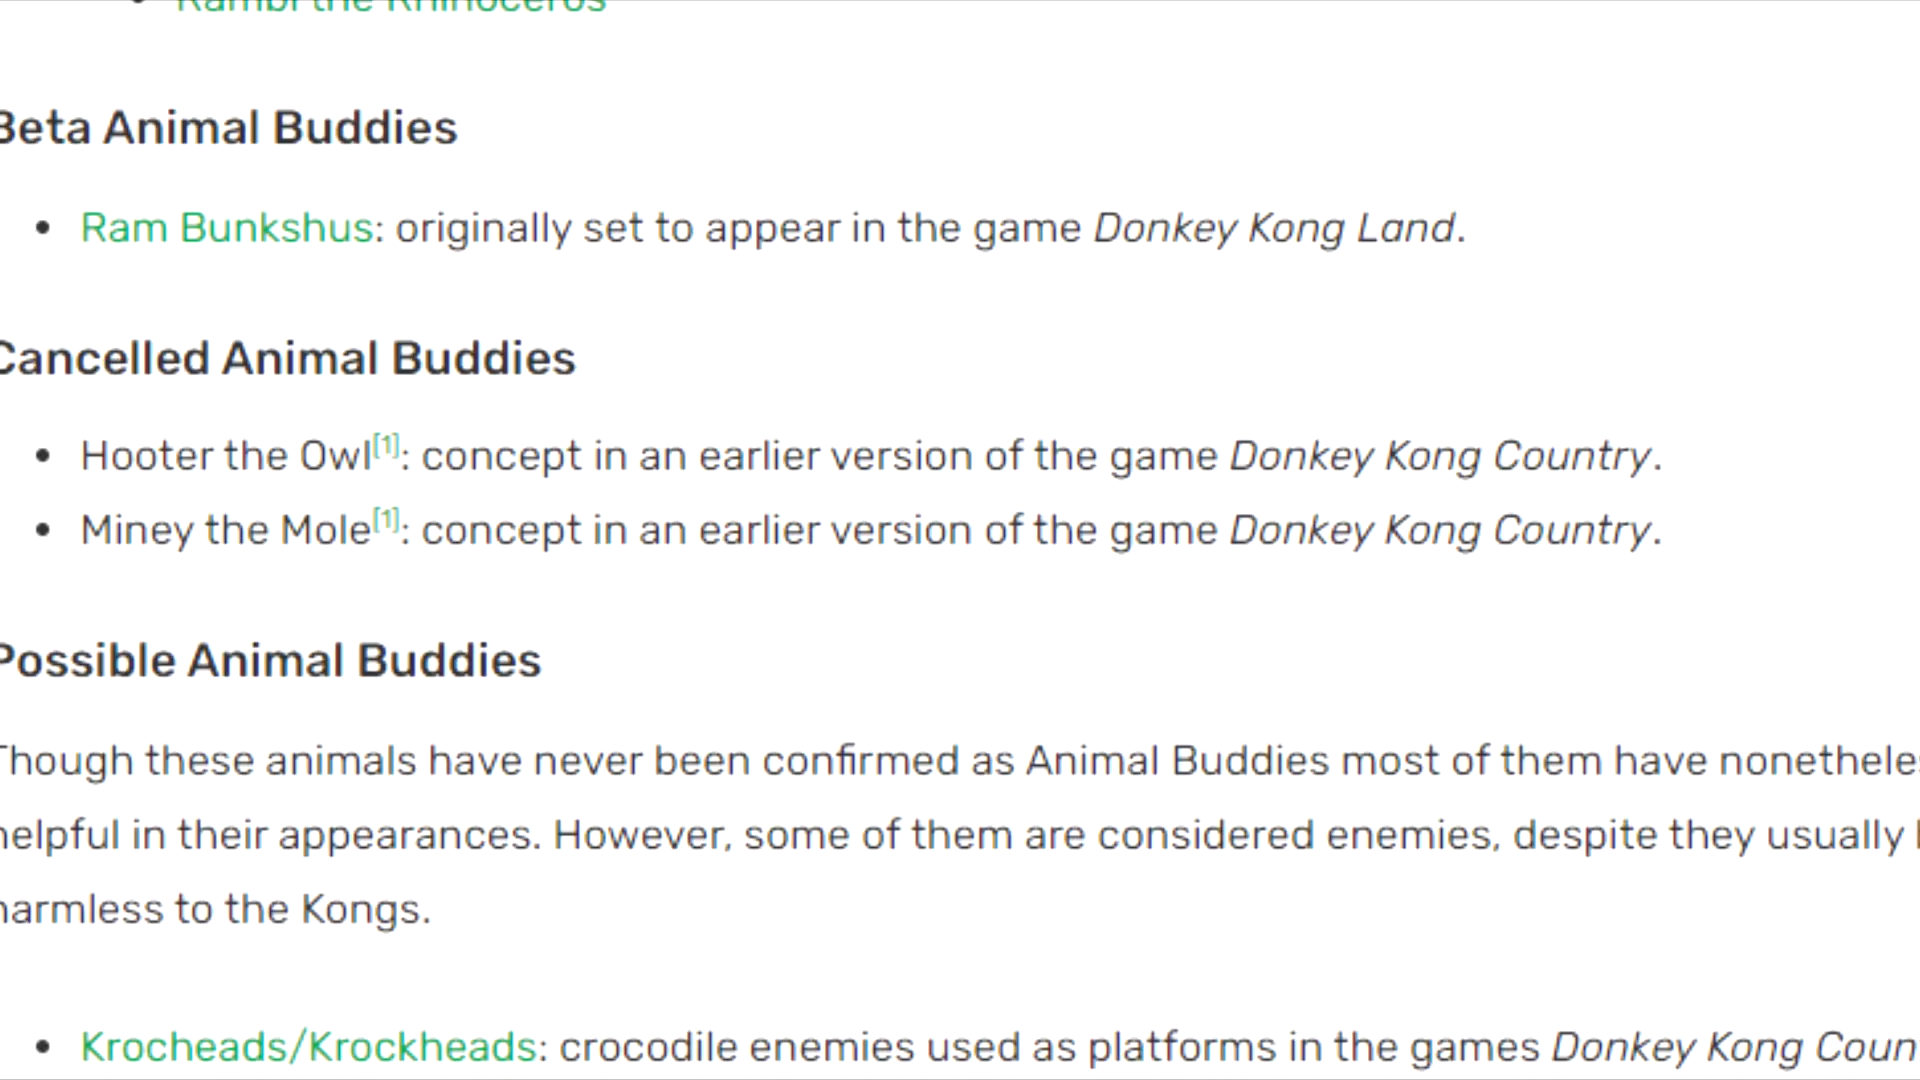 Rambi the Rhinoceros
Beta Animal Buddies
Ram Bunkshus: originally set to appear in the game Donkey Kong Land.
Cancelled Animal Buddies
Hooter the Owl[1]: concept in an earlier version of the game Donkey Kong Country.
Miney the Mole[1]: concept in an earlier version of the game Donkey Kong Country.
Possible Animal Buddies
Though these animals have never been confirmed as Animal Buddies most of them have nonethele
helpful in their appearances. However, some of them are considered enemies, despite they usually
harmless to the Kongs.
Krocheads/Krockheads: crocodile enemies used as platforms in the games Donkey Kong Coun